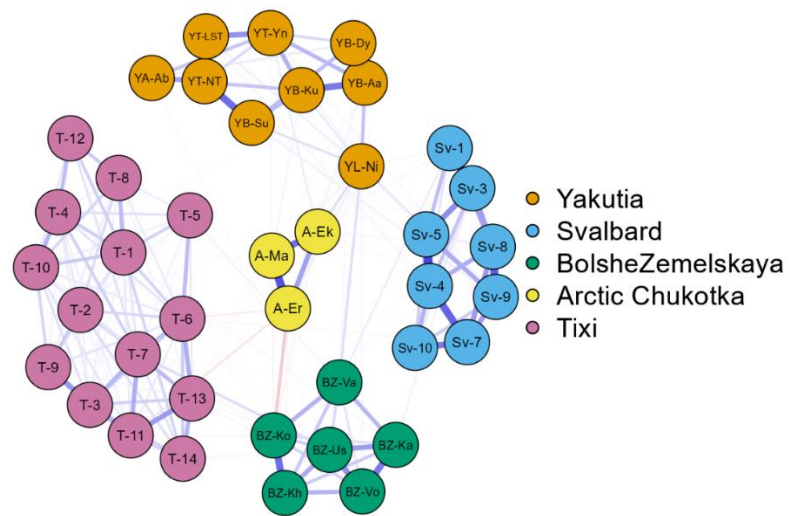 YT-LST
YT-Yn
YB-Dy
YA-Ab
YT-NT
YB-Ku
YB-Aa
YB-Su
YL-Ni
T-12
T-8
T-4
T-5
T-1
T-10
T-2
T-6
T-7
T-9
T-3
T-13
T-11
T-14
A-Ek
A-Ma
A-Er
Sv-1
Sv-3
Sv-5
Sv-8
Sv-4
Sv-9
Sv-10
Sv-7
BZ-Va
BZ-Ko
BZ-Us
BZ-Ka
BZ-Kh
BZ-Vo
Yakutia
Svalbard
BolsheZemelskaya
Arctic Chukotka
Tixi